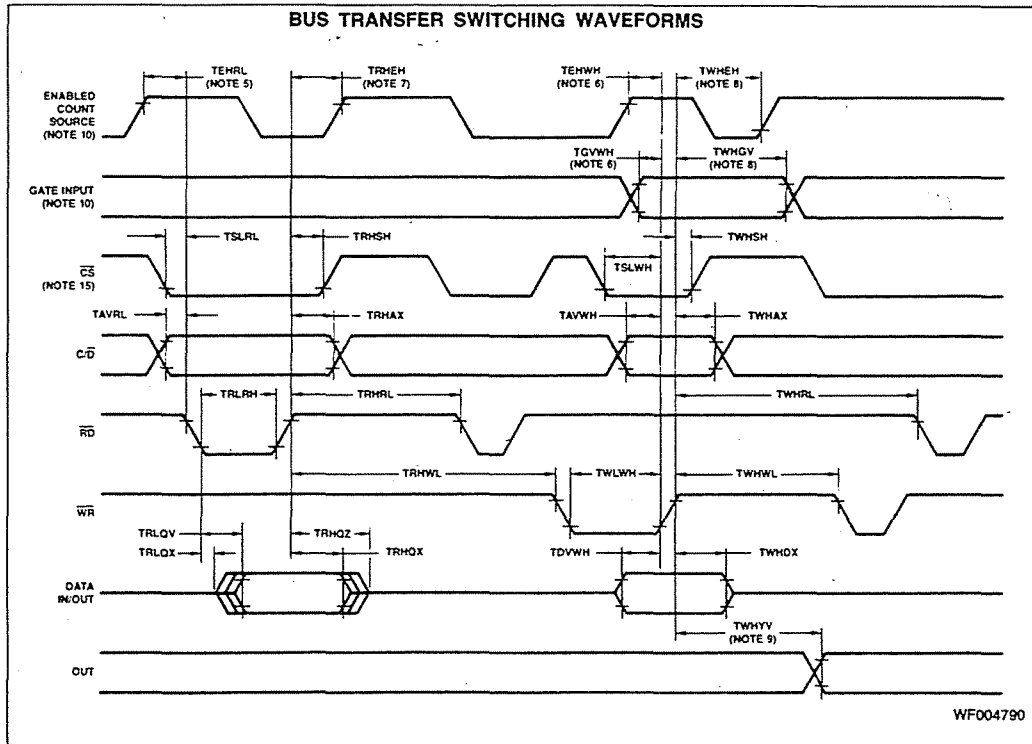 BUS TRANSFER SWITCHING WAVEFORMS
TEHRL
(NOTE 5)
TRHEH
(NOTE 7)
TEHWH
(NOTE 6)
TWHEH
(NOTE 8)
ENABLED
COUNT
SOURCE
(NOTE 10)
TGVWH
(NOTE 6)
TWHGV
(NOTE 8)
GATE INPUT
(NOTE 10)
TSLRL
TRHSH
TWHSH
TSLWH
CS
(NOTE 15)
TAVRL
TRHAX
TAVWH
TWHAX
C/D
TRLRH
TRHRL
TWHRL
RD
TRHWL
TWLWH
TWHWL
WR
TRLQV
TRHQZ
TRLQX
TRHQX
TDVWH
TWHDX
DATA
IN/OUT
TWHYV
(NOTE 9)
OUT
WF004790